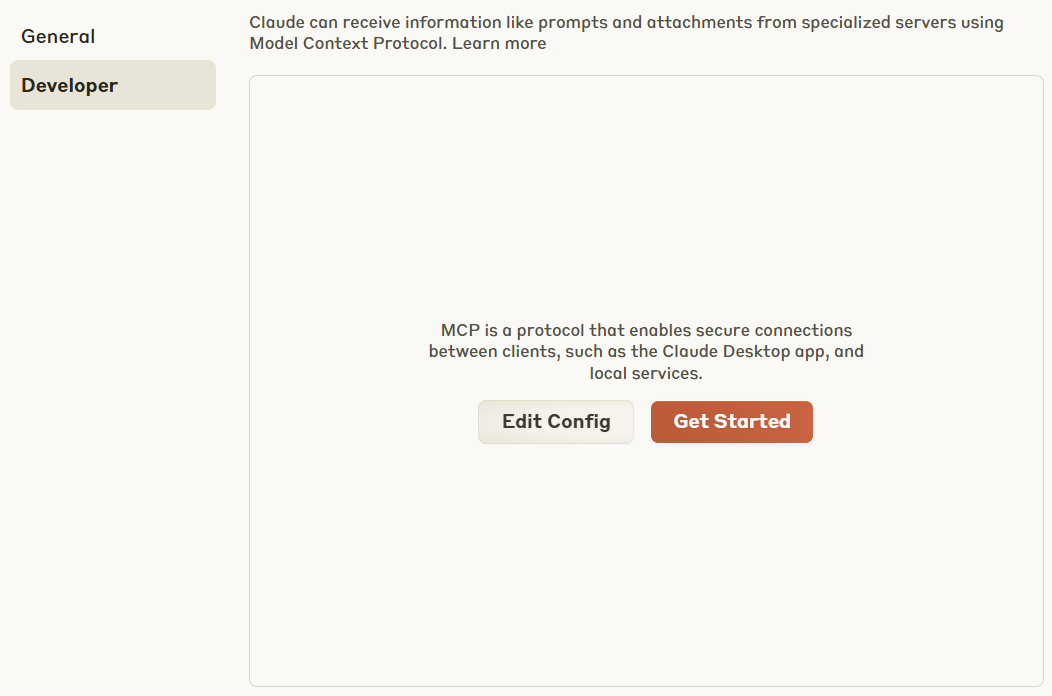 General
Developer
Claude can receive information like prompts and attachments from specialized servers using
Model Context Protocol. Learn more
MCP is a protocol that enables secure connections
between clients, such as the Claude Desktop app, and
local services.
Edit Config
Get Started